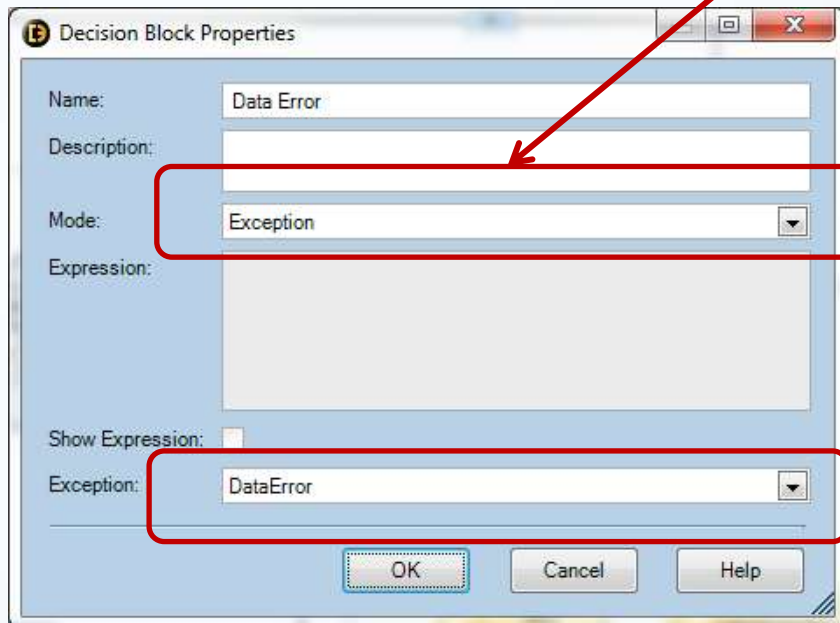 Decision Block Properties
Name: Data Error
Description:
Mode: Exception
Expression:
Show Expression:
Exception: DataError
OK Cancel Help